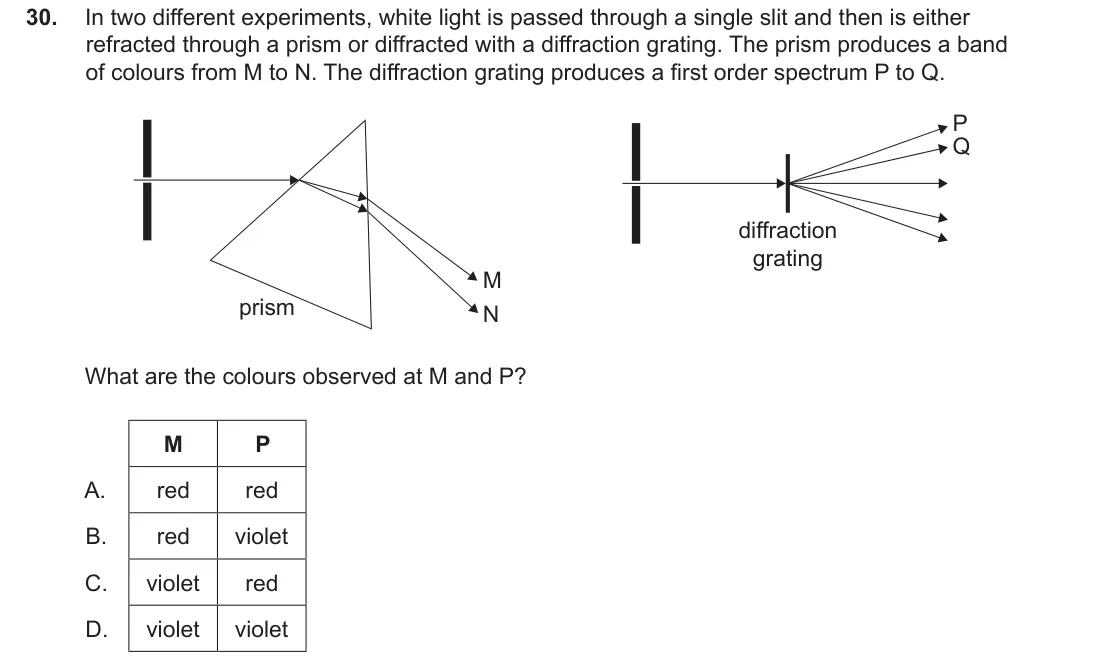 30. In two different experiments, white light is passed through a single slit and then is either
refracted through a prism or diffracted with a diffraction grating. The prism produces a band
of colours from M to N. The diffraction grating produces a first order spectrum P to Q.
P
Q
diffraction
grating
M
N
prism
What are the colours observed at M and P?
M P
A. red red
B. red violet
C. violet red
D. violet violet